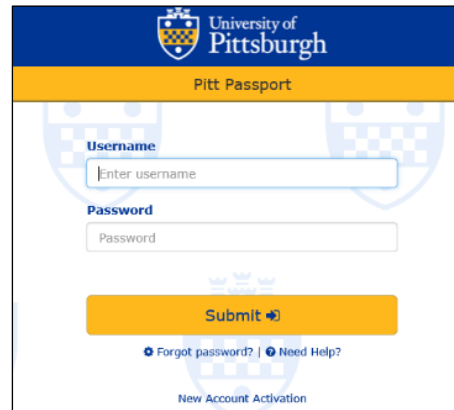 University of
Pittsburgh
Pitt Passport
Username
Enter username
Password
Password
Submit
Forgot password? | Need Help?
New Account Activation